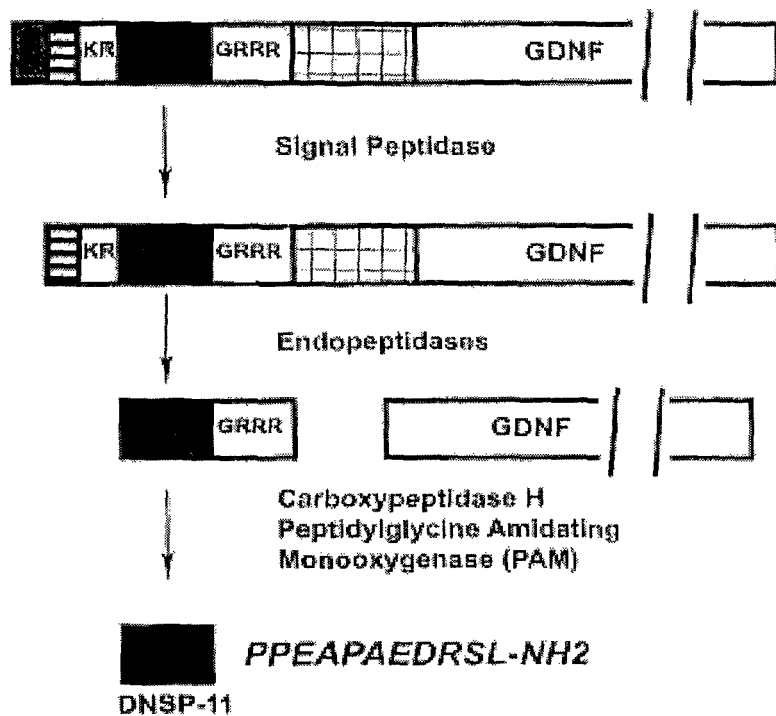 KR GRRR GDNF
Signal Peptidase
KR GRRR GDNF
Endopeptidases
GRRR GDNF
Carboxypeptidase H
Peptidylglycine Amidating
Monooxygenase (PAM)
PPEAPAEDRSL-NH2
DNSP-11